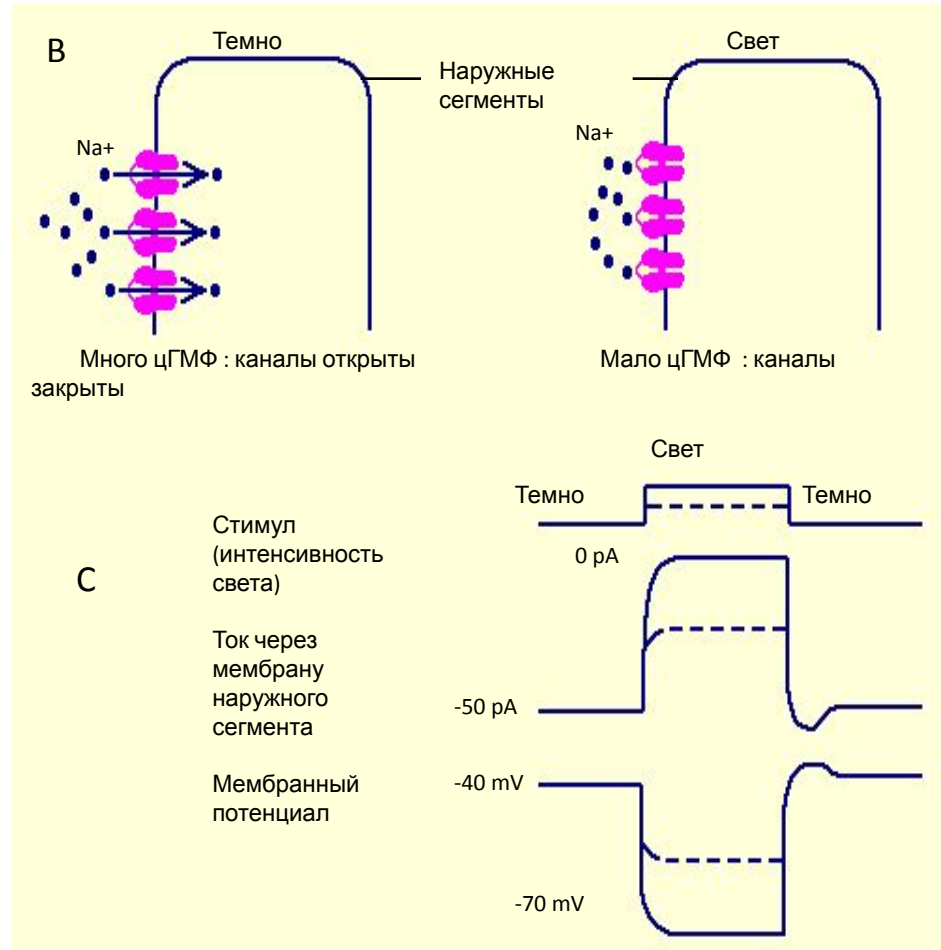 В
Темно
Свет
Наружные
сегменты
Na+
Na+
Много цГМФ : каналы открыты
закрыты
Мало цГМФ : каналы
Свет
Темно
Темно
Стимул
(интенсивность
света)
0 pA
С
Ток через
мембрану
наружного
сегмента
-50 pA
Мембранный
потенциал
-40 mV
-70 mV